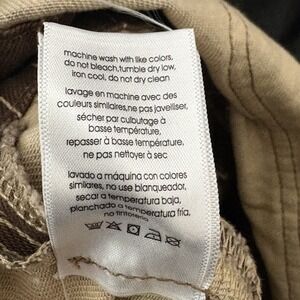 machine wash with like colors,
do not bleach, tumble dry low,
iron cool, do not dry clean
lavage en machine avec des
couleurs similaires, ne pas javelliser,
sécher par culbutage à
basse température,
repasser à basse température,
ne pas nettoyer à sec
lavado a máquina con colores
similares, no use blanqueador,
secar a temperatura baja,
planchado a temperatura fria,
no tintoreria